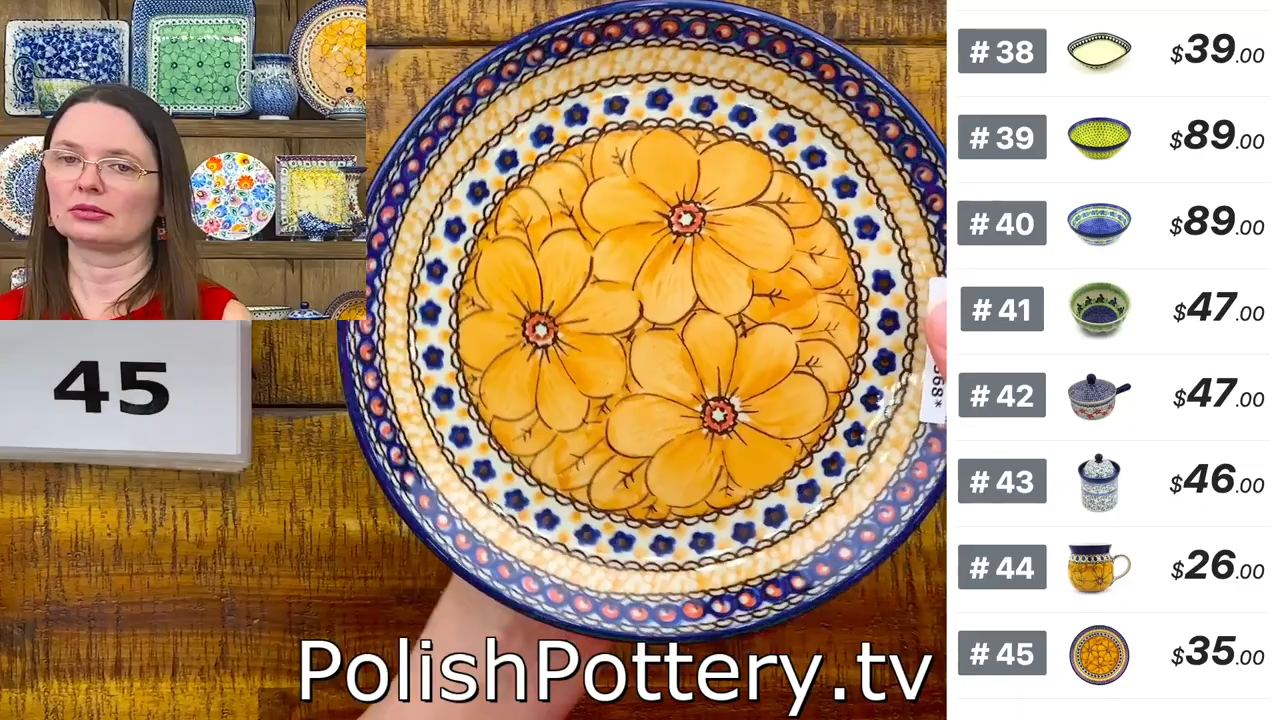 45
868*
PolishPottery.tv
# 38 $39.00
# 39 $89.00
# 40 $89.00
# 41 $47.00
# 42 $47.00
# 43 $46.00
# 44 $26.00
# 45 $35.00